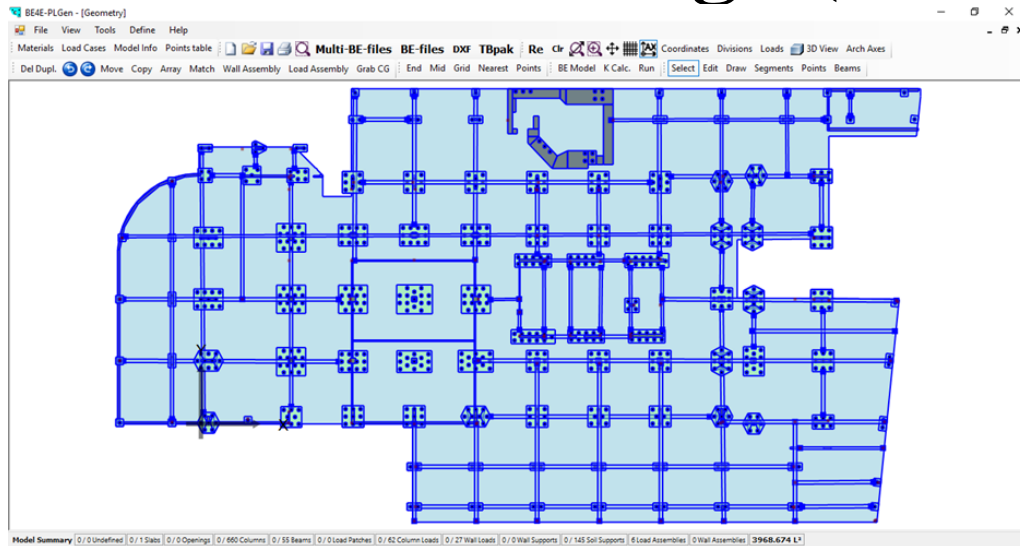 BE4E-PLGen - [Geometry]
File View Tools Define Help
Materials Load Cases Model Info Points table Multi-BE-files BE-files DXF TBpak Re Clr AX Coordinates Divisions Loads 3D View Arch Axes
Del Dupl. Move Copy Array Match Wall Assembly Load Assembly Grab CG End Mid Grid Nearest Points BE Model K Calc. Run Select Edit Draw Segments Points Beams
X
X
Model Summary 0 / 0 Undefined 0 / 1 Slabs 0 / 0 Openings 0 / 660 Columns 0 / 55 Beams 0 / 0 Load Patches 0 / 62 Column Loads 0 / 27 Wall Loads 0 / 0 Wall Supports 0 / 145 Soil Supports 6 Load Assemblies 0 Wall Assemblies 3968.674 L²